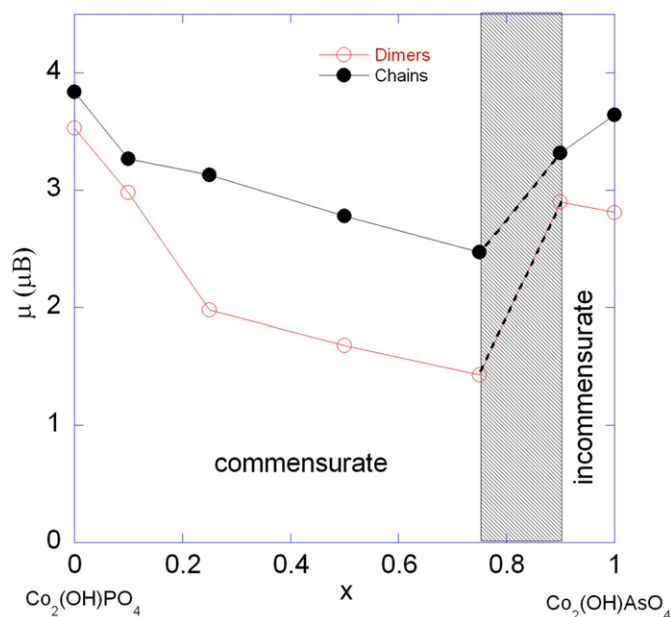 4
3
2
1
0
μ (μB)
Dimers
Chains
commensurate
incommensurate
0 0.2 0.4 0.6 0.8 1
Co₂(OH)PO₄ x Co₂(OH)AsO₄